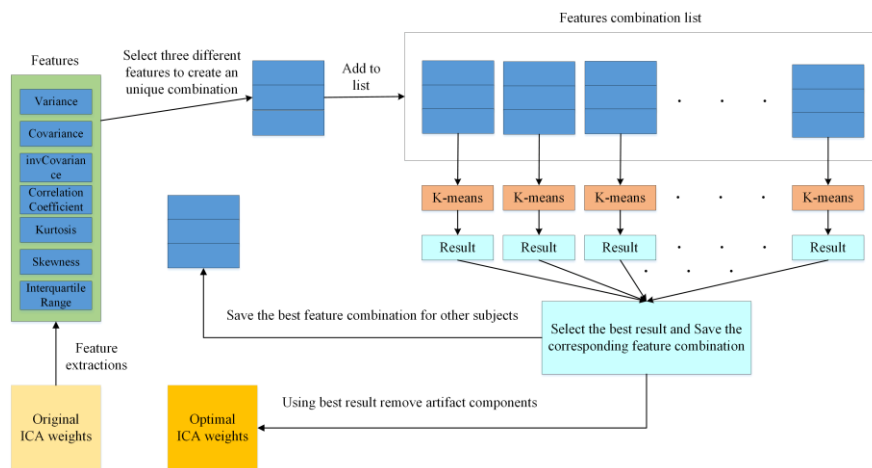 Features combination list
Features
Select three different
features to create an
unique combination
Add to
list
Variance
Covariance
invCovarian
ce
Correlation
Coefficient
Kurtosis
Skewness
Interquartile
Range
K-means
K-means
K-means
K-means
Result
Result
Result
Result
Save the best feature combination for other subjects
Select the best result and Save the
corresponding feature combination
Feature
extractions
Using best result remove artifact components
Original
ICA weights
Optimal
ICA weights